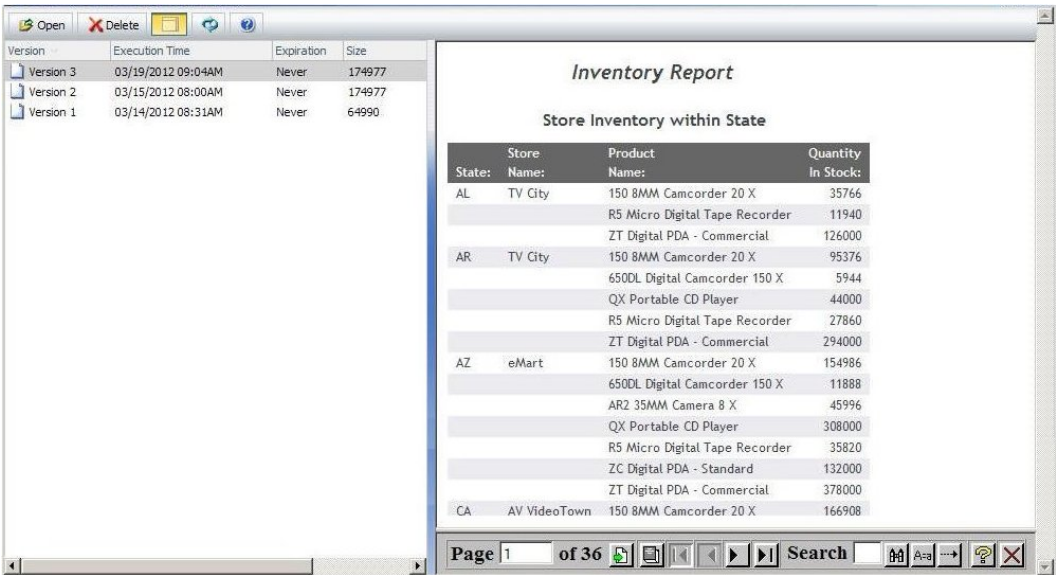 Open Delete
Version Execution Time Expiration Size
Version 3 03/19/2012 09:04AM Never 174977
Version 2 03/15/2012 08:00AM Never 174977
Version 1 03/14/2012 08:31AM Never 64990
Inventory Report
Store Inventory within State
Store Product Quantity
State: Name: Name: In Stock:
AL TV City 150 8MM Camcorder 20 X 35766
R5 Micro Digital Tape Recorder 11940
ZT Digital PDA - Commercial 126000
AR TV City 150 8MM Camcorder 20 X 95376
650DL Digital Camcorder 150 X 5944
QX Portable CD Player 44000
R5 Micro Digital Tape Recorder 27860
ZT Digital PDA - Commercial 294000
AZ eMart 150 8MM Camcorder 20 X 154986
650DL Digital Camcorder 150 X 11888
AR2 35MM Camera 8 X 45996
QX Portable CD Player 308000
R5 Micro Digital Tape Recorder 35820
ZC Digital PDA - Standard 132000
ZT Digital PDA - Commercial 378000
CA AV VideoTown 150 8MM Camcorder 20 X 166908
Page 1 of 36 Search A=a